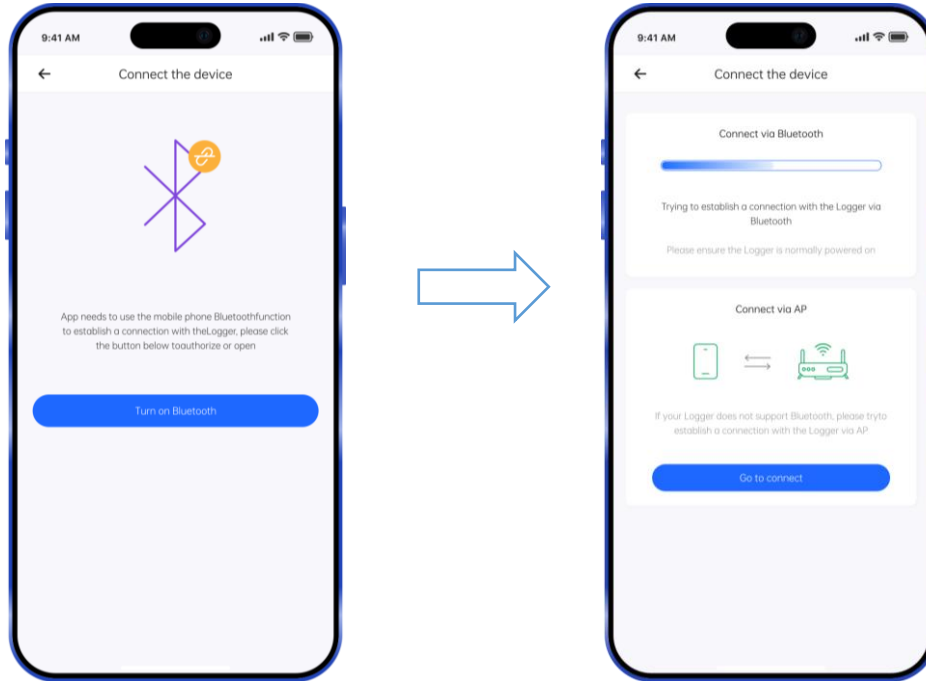 9:41 AM
Connect the device
App needs to use the mobile phone Bluetoothfunction
to establish a connection with theLogger, please click
the button below toauthorize or open
Turn on Bluetooth
9:41 AM
Connect the device
Connect via Bluetooth
Trying to establish a connection with the Logger via
Bluetooth
Please ensure the Logger is normally powered on
Connect via AP
If your Logger does not support Bluetooth, please tryto
establish a connection with the Logger via AP
Go to connect